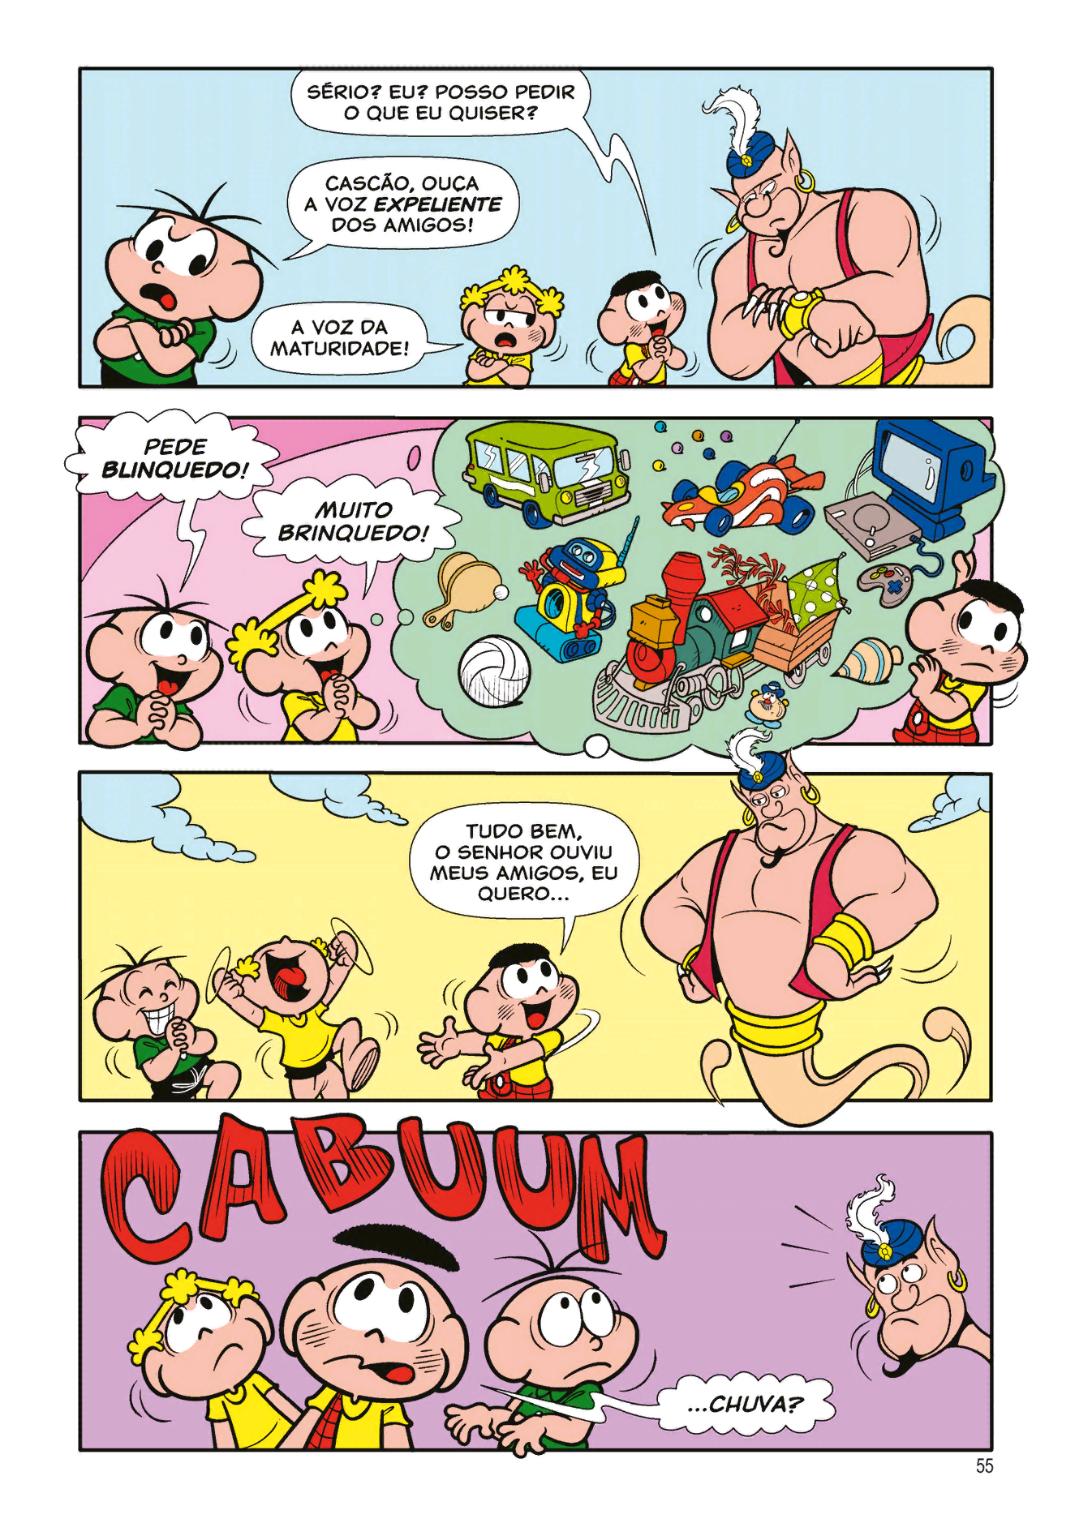 SÉRIO? EU? POSSO PEDIR
O QUE EU QUISER?
CASCÃO, OUÇA
A VOZ EXPELIENTE
DOS AMIGOS!
A VOZ DA
MATURIDADE!
PEDE
BLINQUEDO!
MUITO
BRINQUEDO!
TUDO BEM,
O SENHOR OUVIU
MEUS AMIGOS, EU
QUERO...
CABUUM
...CHUVA?
55